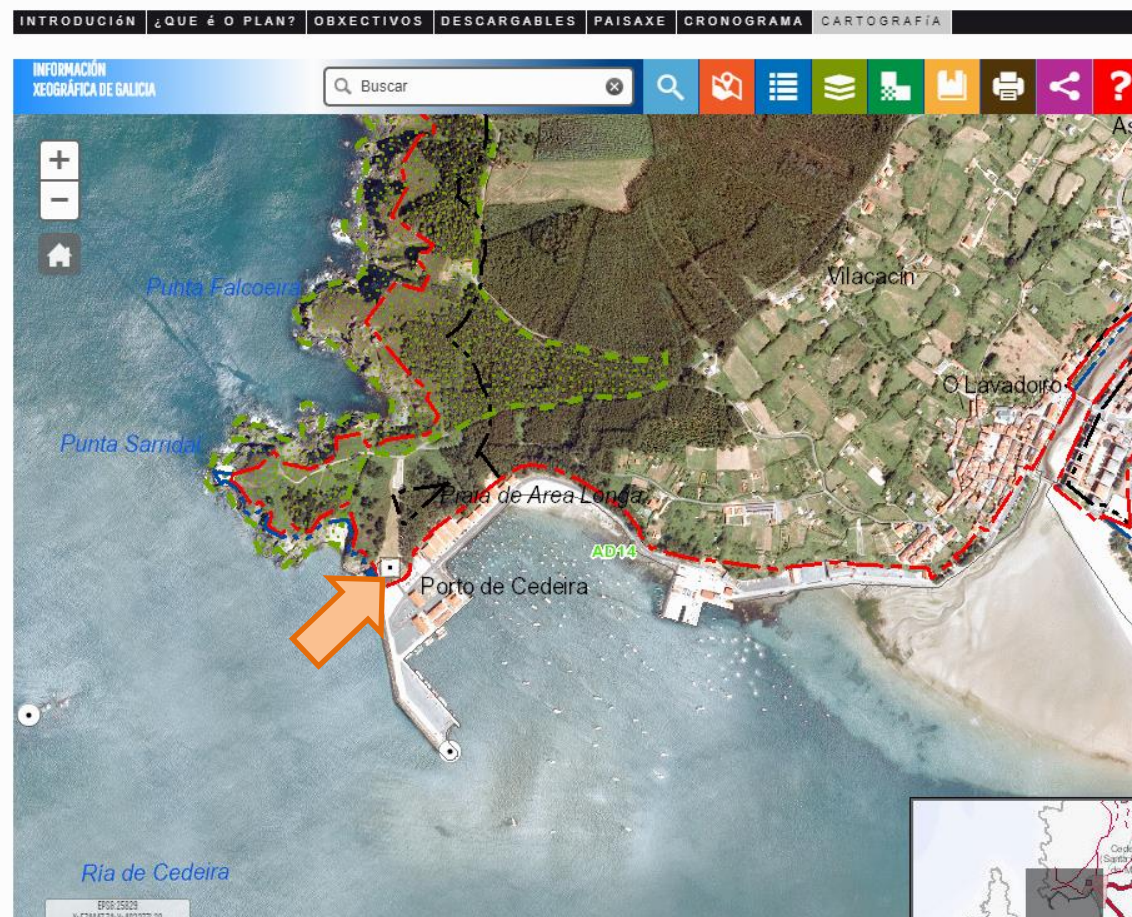 INTRODUCIóN
¿QUE é O PLAN?
OBXECTIVOS
DESCARGABLES
PAISAXE
CRONOGRAMA
CARTOGRAFíA
INFORMACIÓN
XEOGRÁFICA DE GALICIA
Buscar
?
As
+
−
Punta Falcoeira
Vilacacín
O Lavadoiro
Punta Sarridal
Praia de Area Longa
AD14
Porto de Cedeira
Ría de Cedeira
EPSG:25829